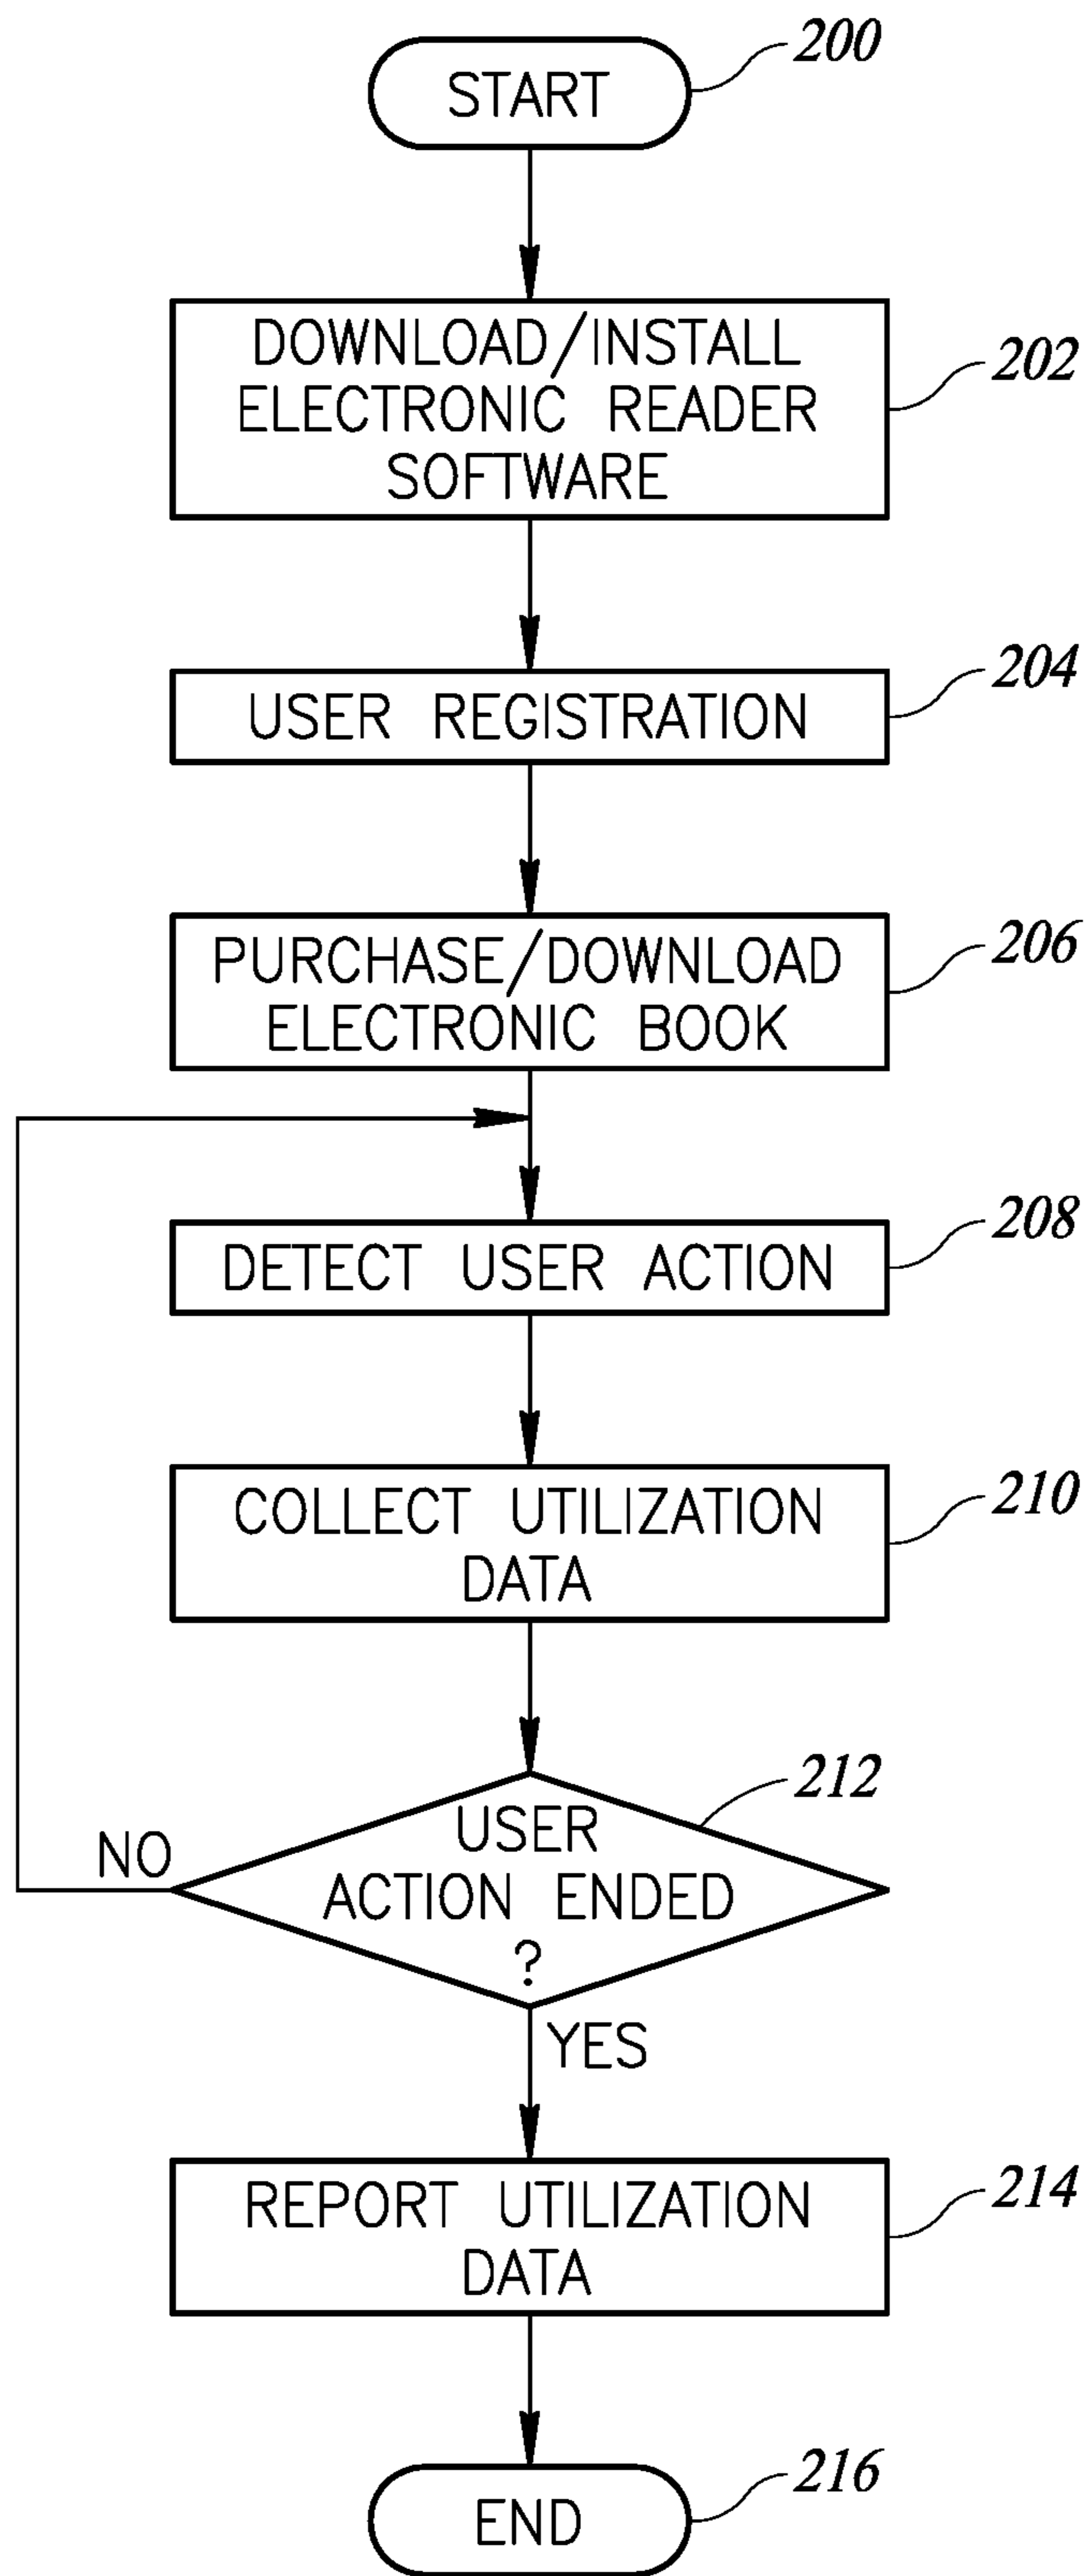 START
200
DOWNLOAD/INSTALL
ELECTRONIC READER
SOFTWARE
202
USER REGISTRATION
204
PURCHASE/DOWNLOAD
ELECTRONIC BOOK
206
DETECT USER ACTION
208
COLLECT UTILIZATION
DATA
210
USER
ACTION ENDED
?
212
NO
YES
REPORT UTILIZATION
DATA
214
END
216